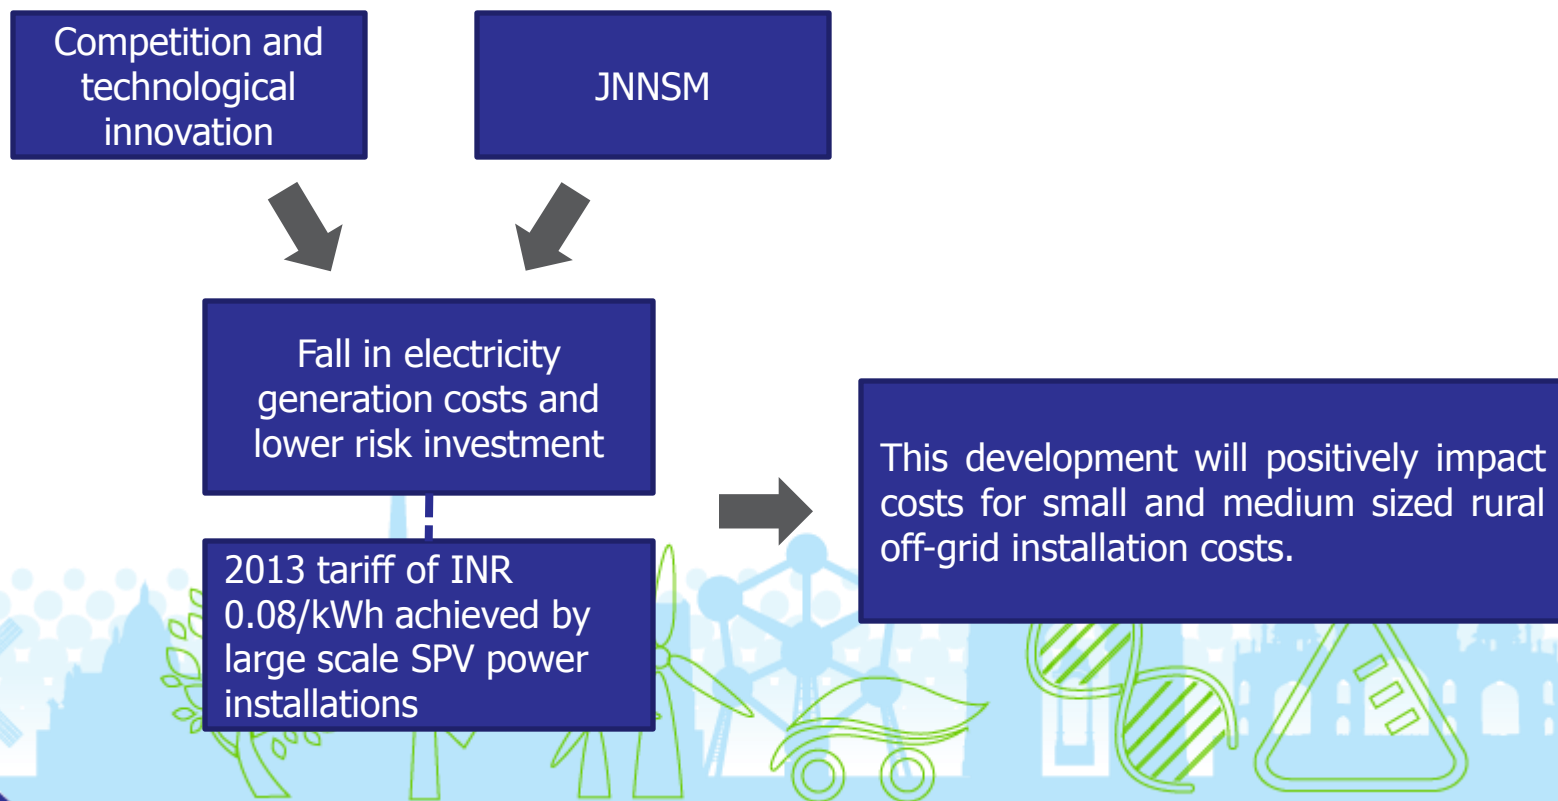 Competition and
technological
innovation
JNNSM
Fall in electricity
generation costs and
lower risk investment
2013 tariff of INR
0.08/kWh achieved by
large scale SPV power
installations
This development will positively impact
costs for small and medium sized rural
off-grid installation costs.